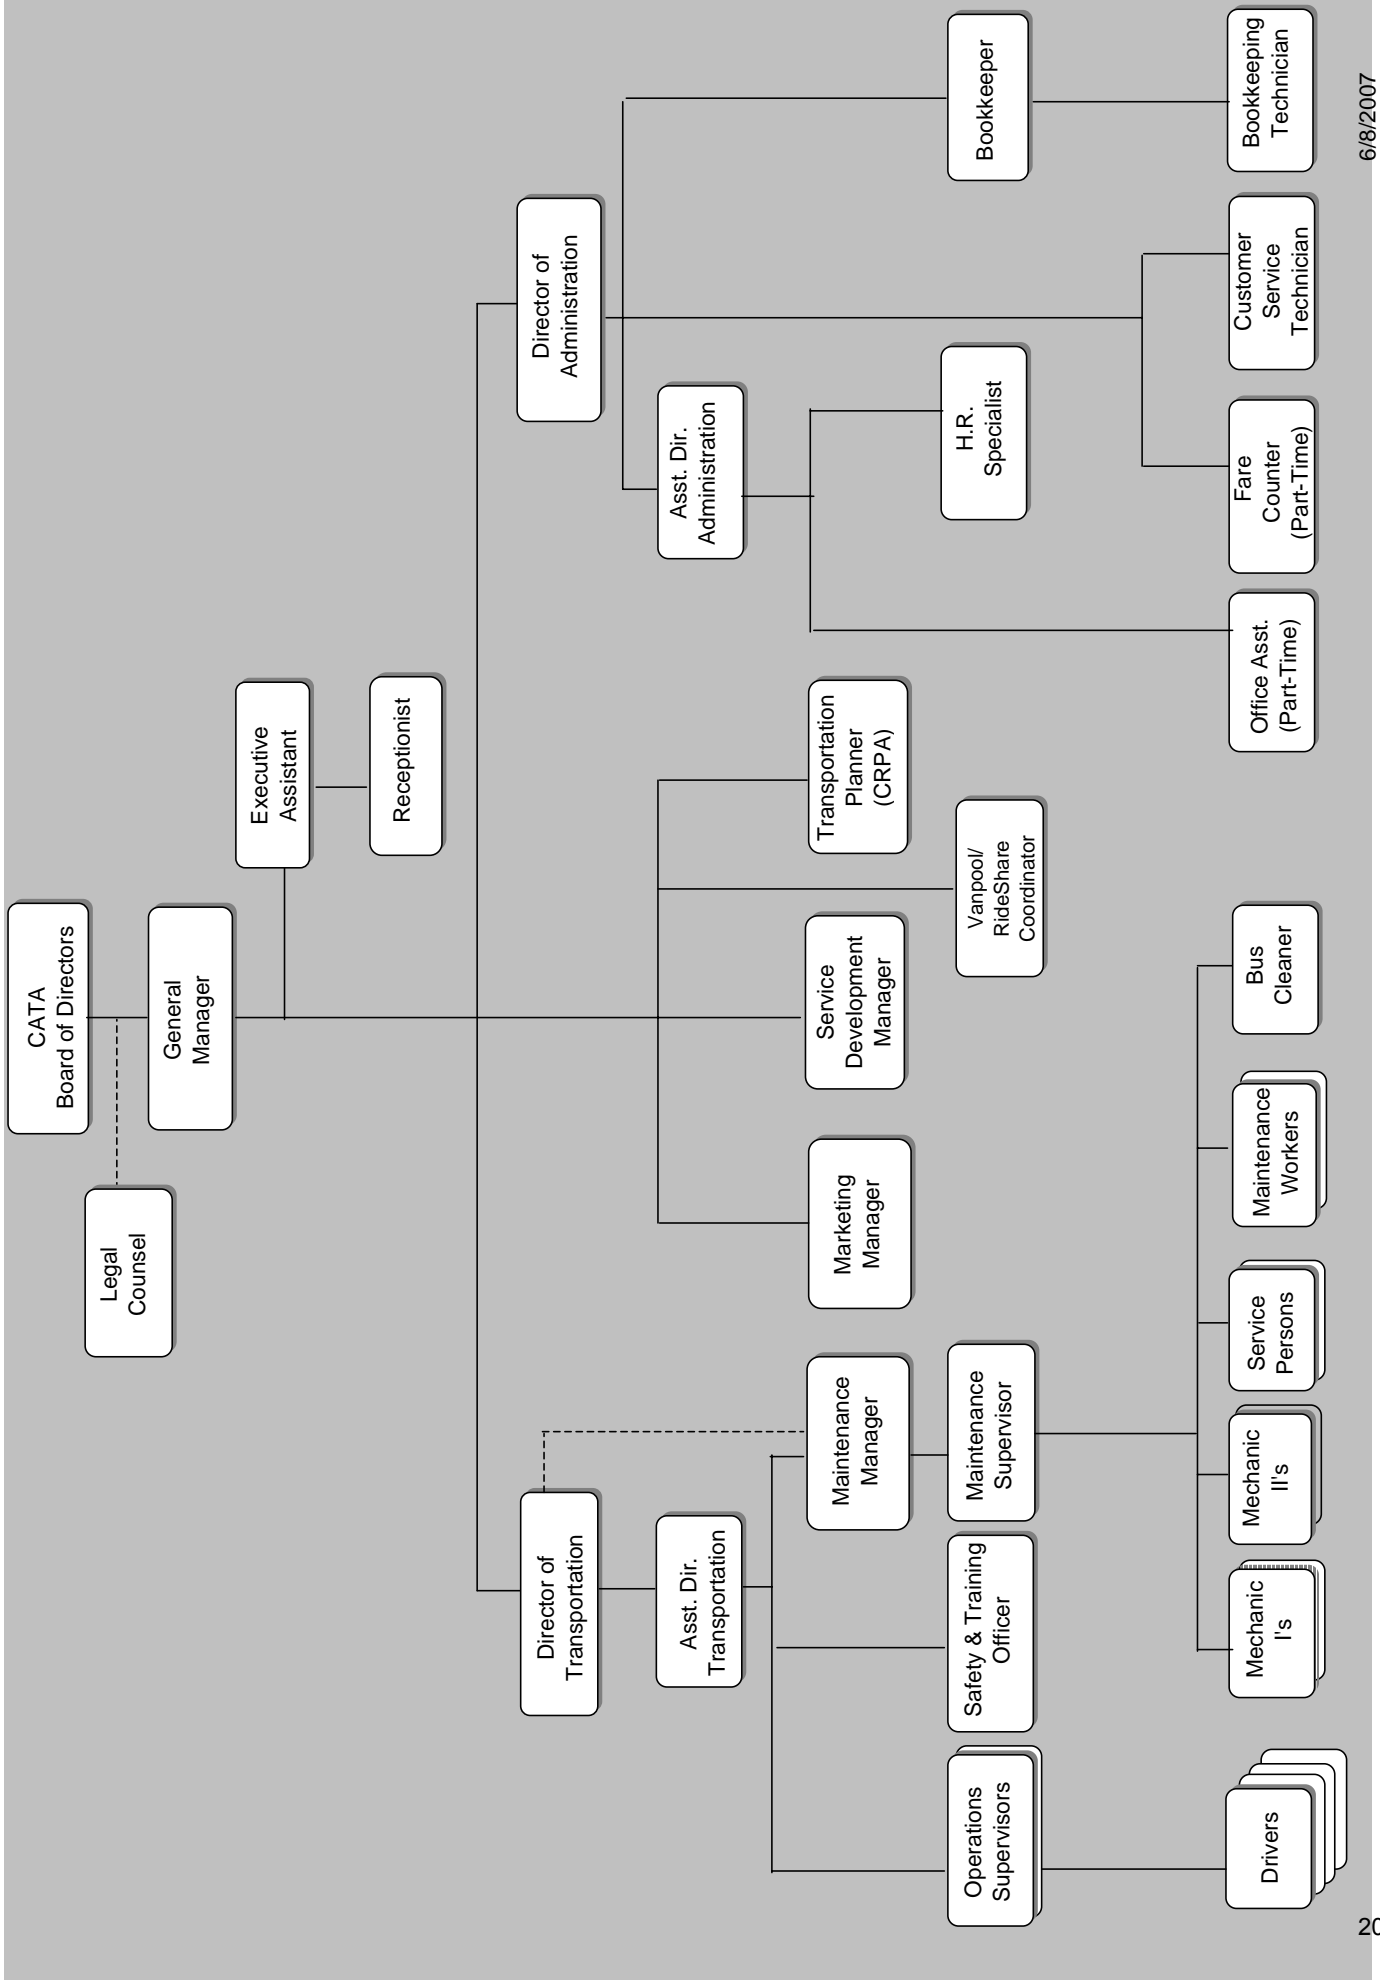 CATA
Board of Directors
Legal
Counsel
General
Manager
Executive
Assistant
Receptionist
Director of
Transportation
Director of
Administration
Asst. Dir.
Transportation
Asst. Dir.
Administration
Maintenance
Manager
Marketing
Manager
Service
Development
Manager
Transportation
Planner
(CRPA)
Operations
Supervisors
Safety & Training
Officer
Maintenance
Supervisor
Vanpool/
RideShare
Coordinator
H.R.
Specialist
Bookkeeper
Drivers
Mechanic
I's
Mechanic
II's
Service
Persons
Maintenance
Workers
Bus
Cleaner
Office Asst.
(Part-Time)
Fare
Counter
(Part-Time)
Customer
Service
Technician
Bookkeeping
Technician
6/8/2007